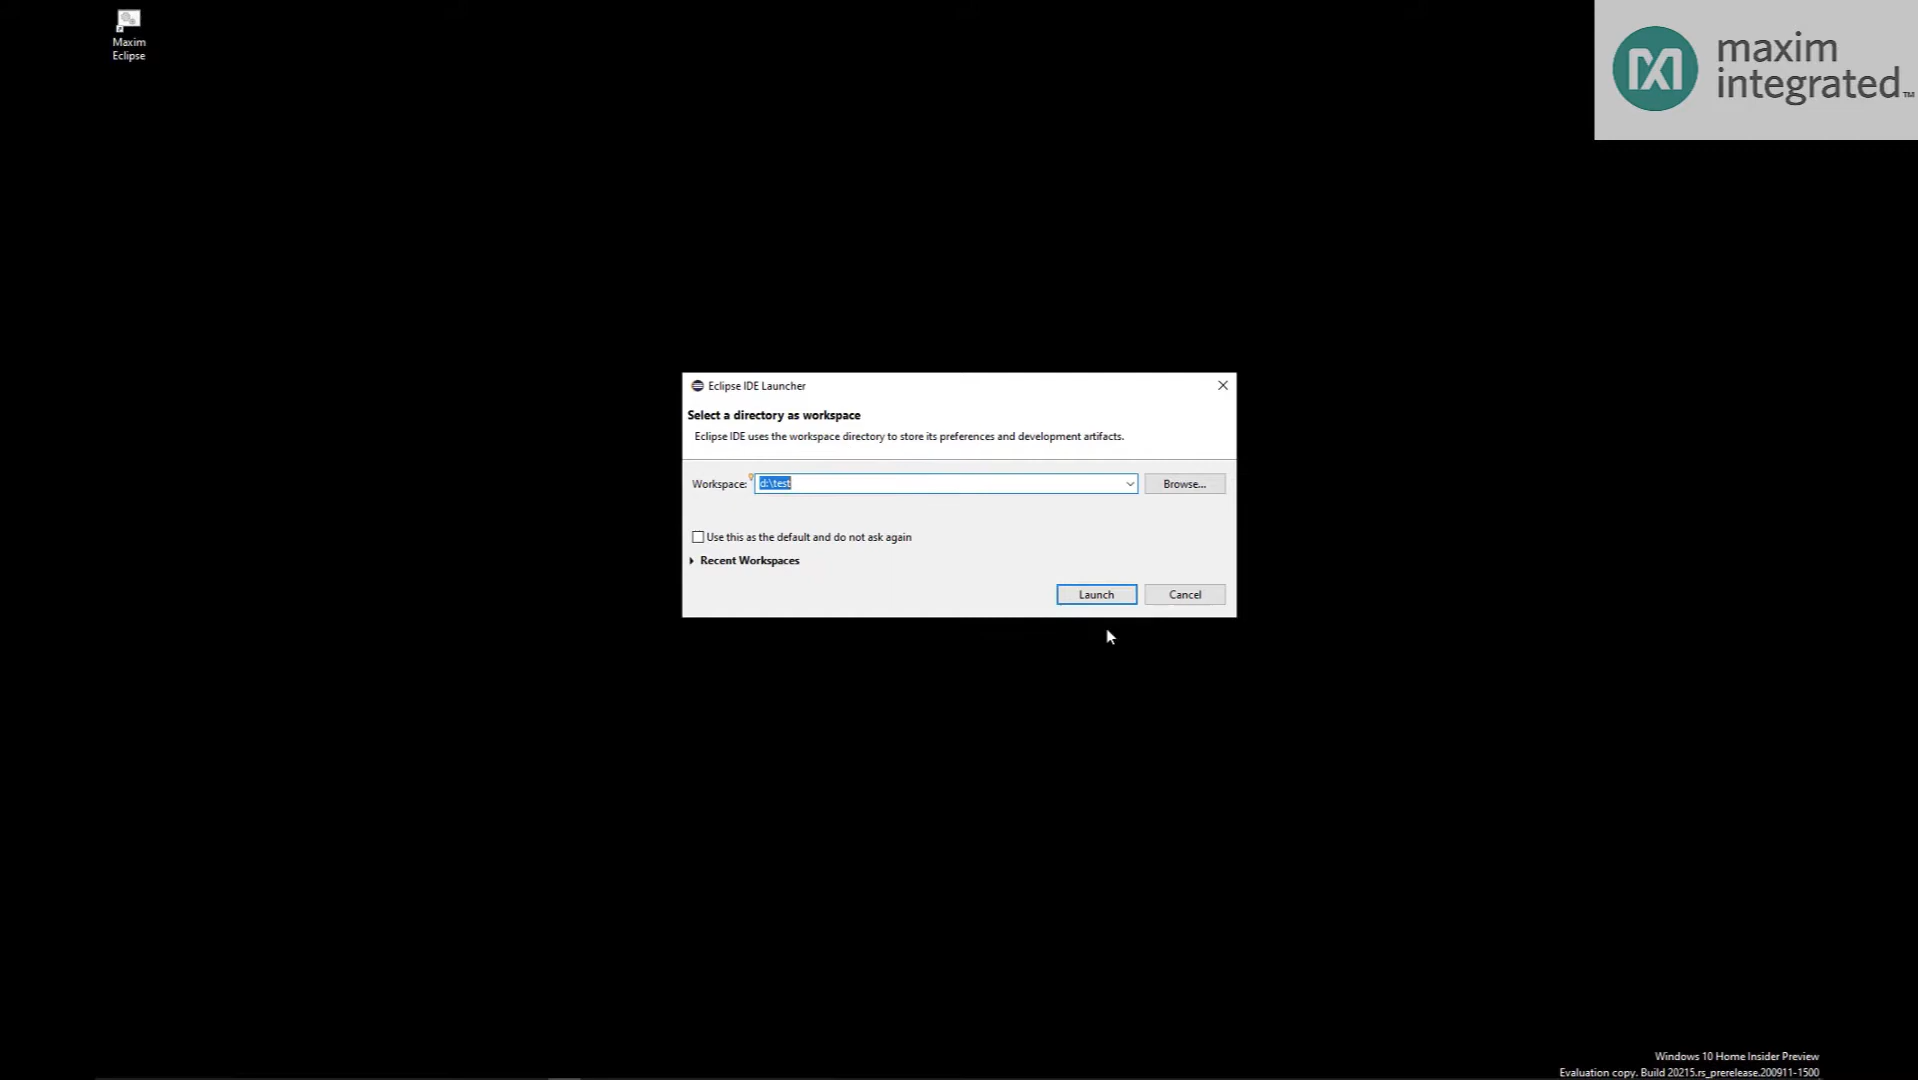 Maxim
Eclipse
maxim
integrated™
Eclipse IDE Launcher
Select a directory as workspace
Eclipse IDE uses the workspace directory to store its preferences and development artifacts.
Workspace: d:\test Browse...
Use this as the default and do not ask again
Recent Workspaces
Launch Cancel
Windows 10 Home Insider Preview
Evaluation copy. Build 20215.rs_prerelease.200911-1500